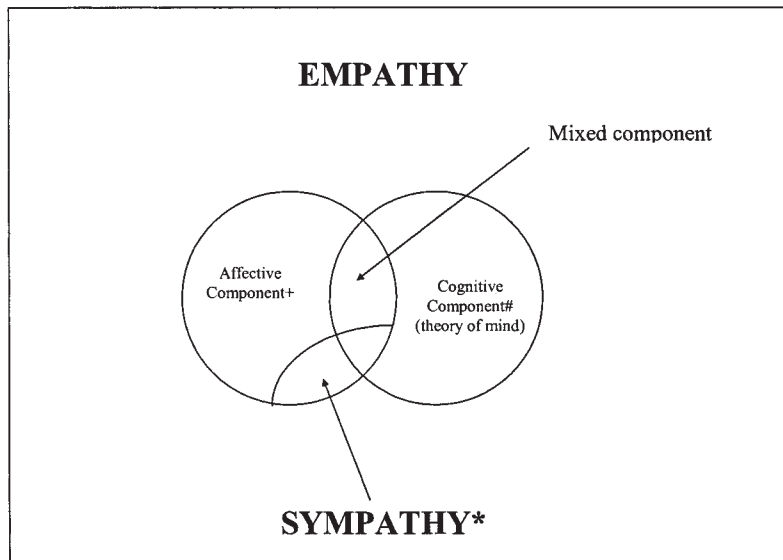 EMPATHY
Mixed component
Affective
Component+
Cognitive
Component#
(theory of mind)
SYMPATHY*